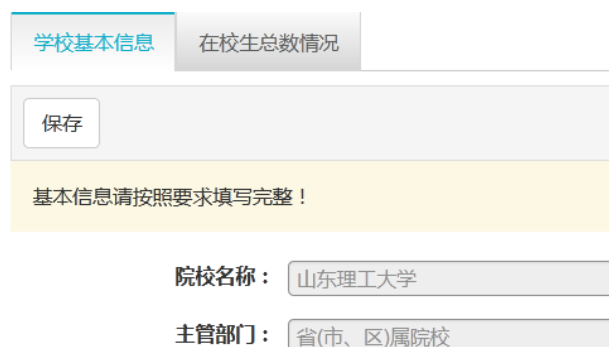 学校基本信息 在校生总数情况
保存
基本信息请按照要求填写完整！
院校名称： 山东理工大学
主管部门： 省(市、区)属院校